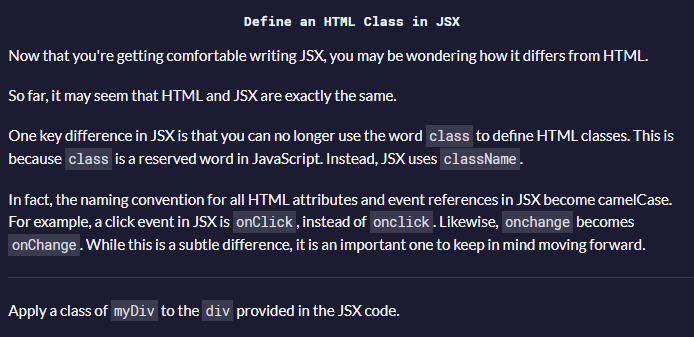 Define an HTML Class in JSX
Now that you're getting comfortable writing JSX, you may be wondering how it differs from HTML.
So far, it may seem that HTML and JSX are exactly the same.
One key difference in JSX is that you can no longer use the word class to define HTML classes. This is
because class is a reserved word in JavaScript. Instead, JSX uses className.
In fact, the naming convention for all HTML attributes and event references in JSX become camelCase.
For example, a click event in JSX is onClick, instead of onclick. Likewise, onchange becomes
onChange. While this is a subtle difference, it is an important one to keep in mind moving forward.
Apply a class of myDiv to the div provided in the JSX code.